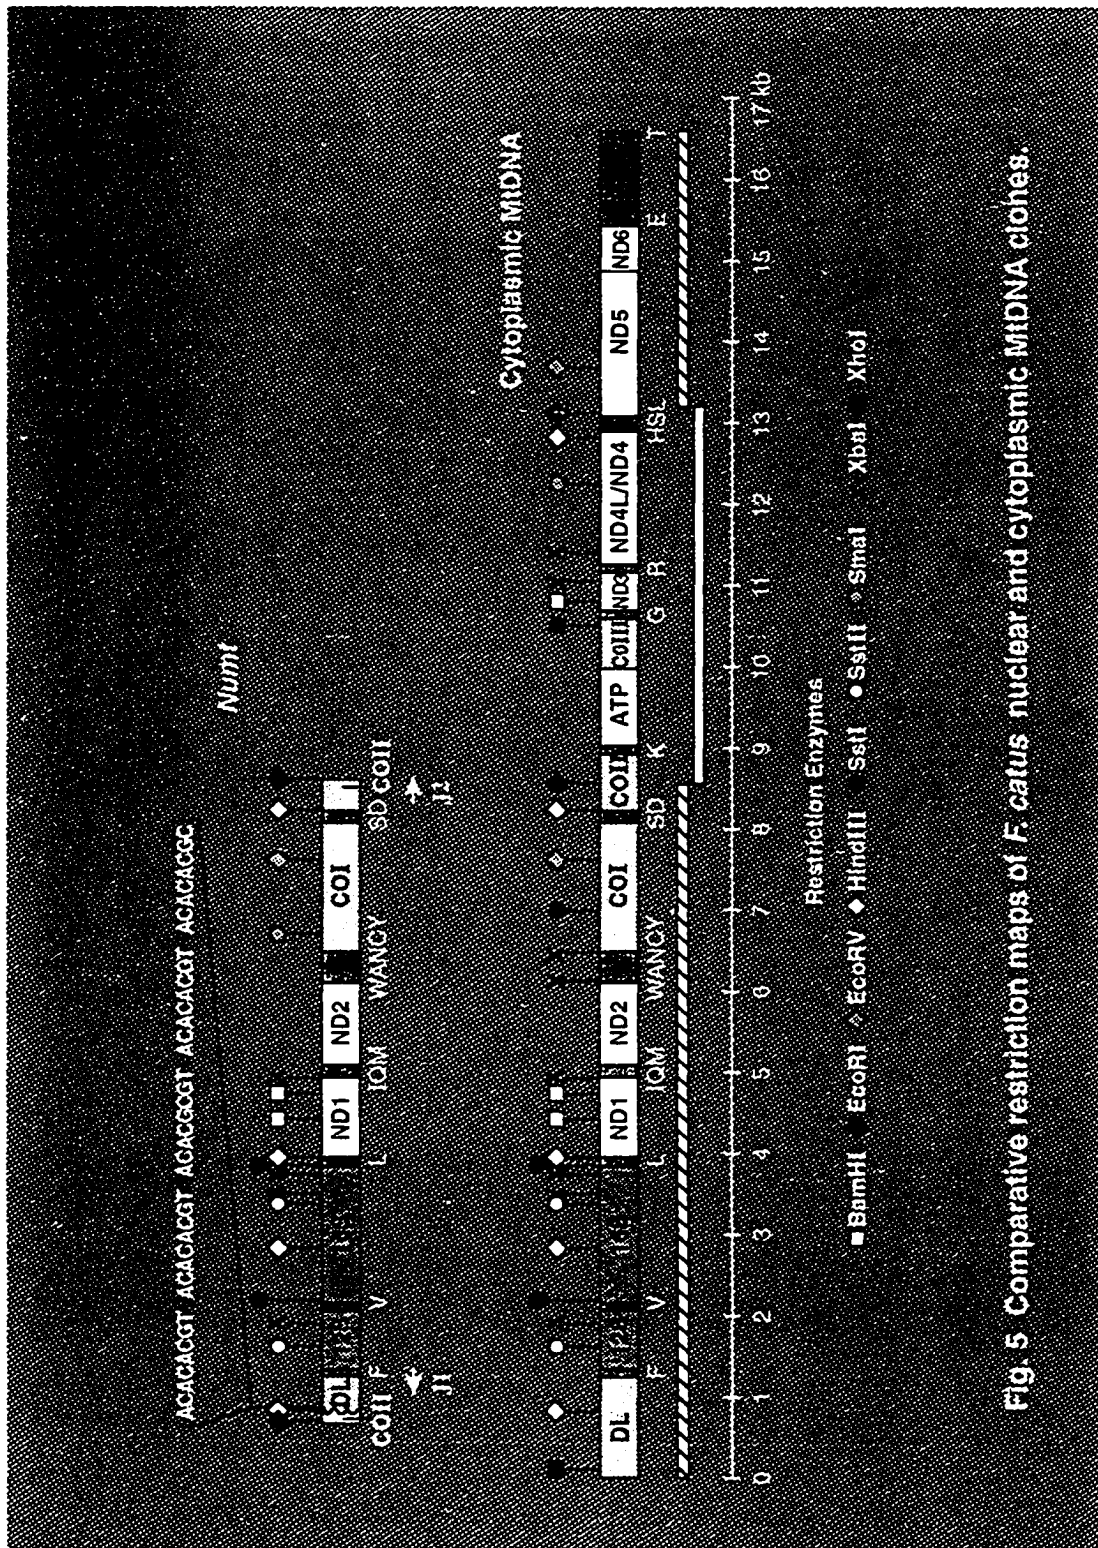 ACACACGT ACACACGT ACACGCGT ACACACGT ACACACGC
Numt
DL ND1 ND2 COI
COII F V L IQM WANCY SD COII
J1 J2
Cytoplasmic MtDNA
DL ND1 ND2 COI COII ATP COIII ND3 ND4L/ND4 ND5 ND6
F V L IQM WANCY SD K G R HSL E T
0 1 2 3 4 5 6 7 8 9 10 11 12 13 14 15 16 17 kb
Restriction Enzymes
BamHI EcoRI EcoRV HindIII SstI SstII SmaI XbaI XhoI
Fig. 5 Comparative restriction maps of F. catus nuclear and cytoplasmic MtDNA clones.